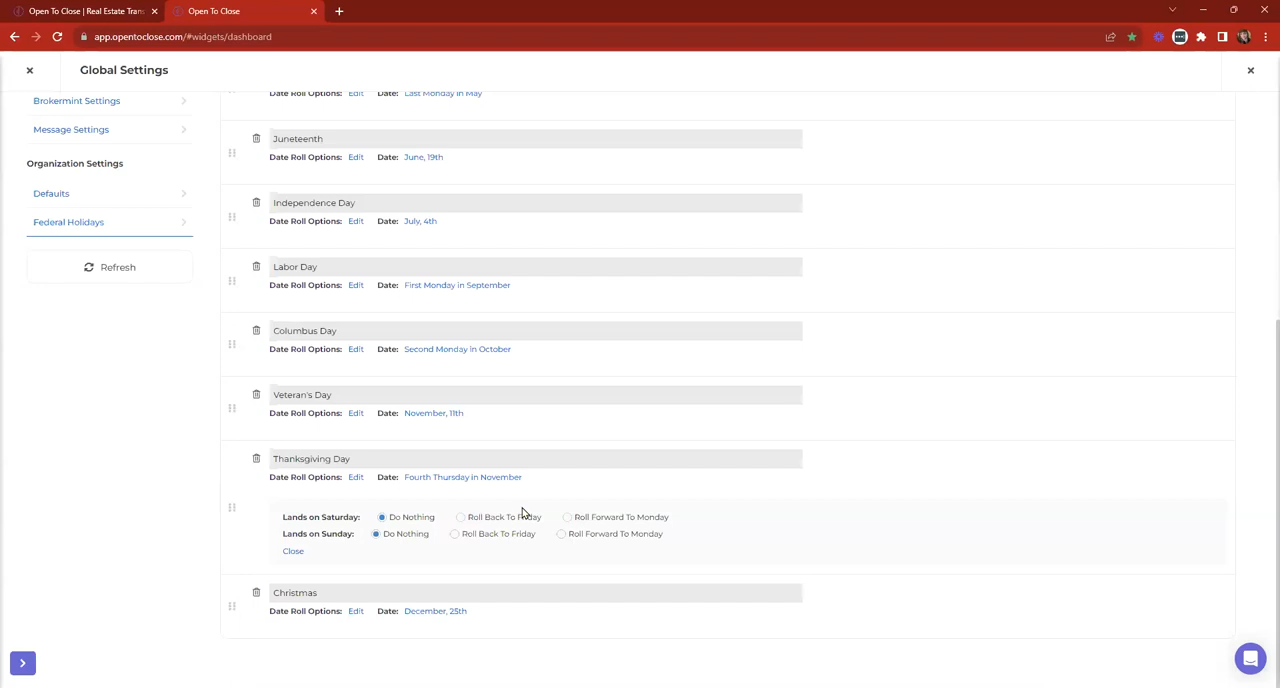 Open To Close | Real Estate Tran
Open To Close
app.opentoclose.com/#widgets/dashboard
Global Settings
Brokermint Settings
Message Settings
Organization Settings
Defaults
Federal Holidays
Refresh
Date Roll Options: Edit Date: Last Monday in May
Juneteenth
Date Roll Options: Edit Date: June, 19th
Independence Day
Date Roll Options: Edit Date: July, 4th
Labor Day
Date Roll Options: Edit Date: First Monday in September
Columbus Day
Date Roll Options: Edit Date: Second Monday in October
Veteran's Day
Date Roll Options: Edit Date: November, 11th
Thanksgiving Day
Date Roll Options: Edit Date: Fourth Thursday in November
Lands on Saturday: Do Nothing Roll Back To Friday Roll Forward To Monday
Lands on Sunday: Do Nothing Roll Back To Friday Roll Forward To Monday
Close
Christmas
Date Roll Options: Edit Date: December, 25th